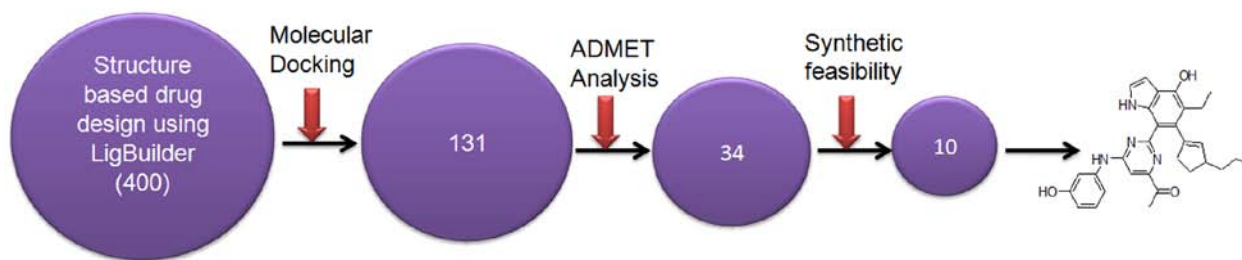 Structure
based drug
design using
LigBuilder
(400)
Molecular
Docking
131
ADMET
Analysis
34
Synthetic
feasibility
10
OH
HN
N
N
HN
HO
O